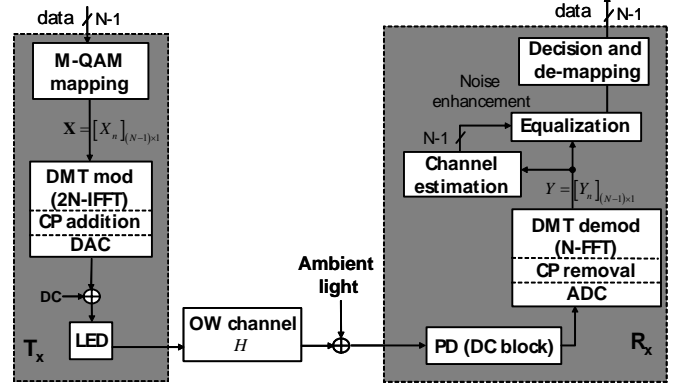 data N-1
M-QAM
mapping
X = [X_n]_(N-1)×1
DMT mod
(2N-IFFT)
CP addition
DAC
DC
LED
T_x
OW channel
H
Ambient
light
data N-1
Decision and
de-mapping
Noise
enhancement
Equalization
N-1
Channel
estimation
Y = [Y_n]_(N-1)×1
DMT demod
(N-FFT)
CP removal
ADC
PD (DC block)
R_x